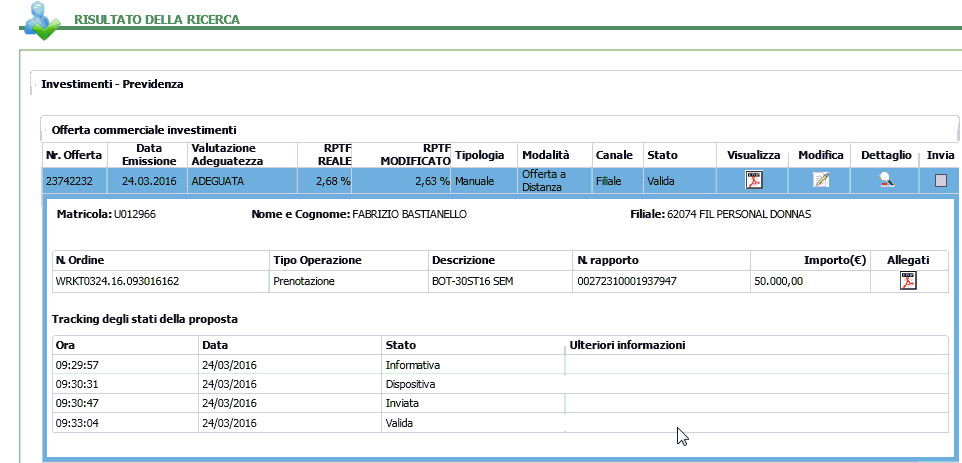 RISULTATO DELLA RICERCA
Investimenti - Previdenza
Offerta commerciale investimenti
Nr. Offerta Data Emissione Valutazione Adeguatezza RPTF REALE RPTF MODIFICATO Tipologia Modalità Canale Stato Visualizza Modifica Dettaglio Invia
23742232 24.03.2016 ADEGUATA 2,68 % 2,63 % Manuale Offerta a Distanza Filiale Valida
Matricola: U012966 Nome e Cognome: FABRIZIO BASTIANELLO Filiale: 62074 FIL PERSONAL DONNAS
N. Ordine Tipo Operazione Descrizione N. rapporto Importo(€) Allegati
WRKT0324.16.093016162 Prenotazione BOT-30ST16 SEM 00272310001937947 50.000,00
Tracking degli stati della proposta
Ora Data Stato Ulteriori informazioni
09:29:57 24/03/2016 Informativa
09:30:31 24/03/2016 Dispositiva
09:30:47 24/03/2016 Inviata
09:33:04 24/03/2016 Valida